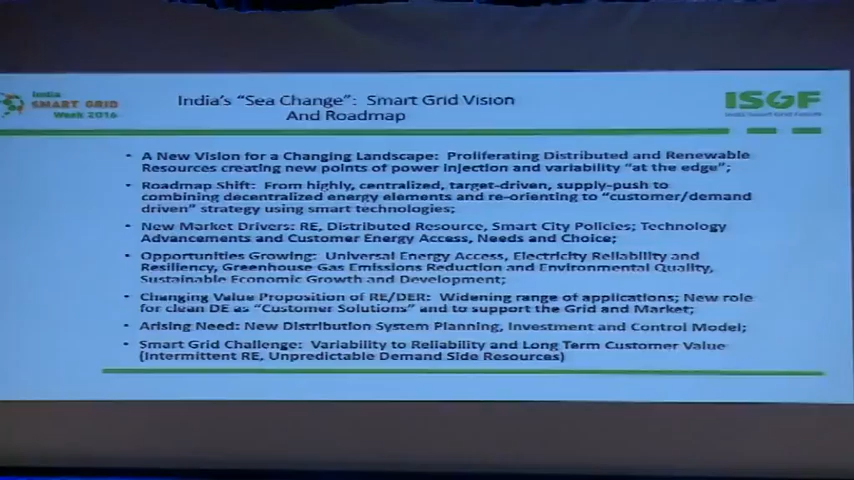 India
SMART GRID
Week 2016
India's "Sea Change": Smart Grid Vision
And Roadmap
ISGF
India Smart Grid Forum
• A New Vision for a Changing Landscape: Proliferating Distributed and Renewable
Resources creating new points of power injection and variability "at the edge";
• Roadmap Shift: From highly, centralized, target-driven, supply-push to
combining decentralized energy elements and re-orienting to "customer/demand
driven" strategy using smart technologies;
• New Market Drivers: RE, Distributed Resource, Smart City Policies; Technology
Advancements and Customer Energy Access, Needs and Choice;
• Opportunities Growing: Universal Energy Access, Electricity Reliability and
Resiliency, Greenhouse Gas Emissions Reduction and Environmental Quality,
Sustainable Economic Growth and Development;
• Changing Value Proposition of RE/DER: Widening range of applications; New role
for clean DE as "Customer Solutions" and to support the Grid and Market;
• Arising Need: New Distribution System Planning, Investment and Control Model;
• Smart Grid Challenge: Variability to Reliability and Long Term Customer Value
(Intermittent RE, Unpredictable Demand Side Resources)